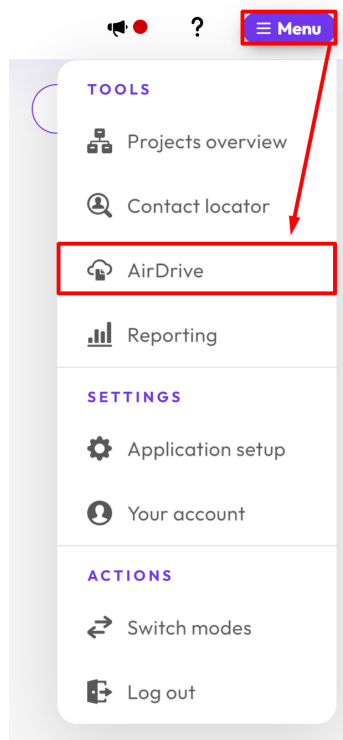 ?
Menu
TOOLS
Projects overview
Contact locator
AirDrive
Reporting
SETTINGS
Application setup
Your account
ACTIONS
Switch modes
Log out